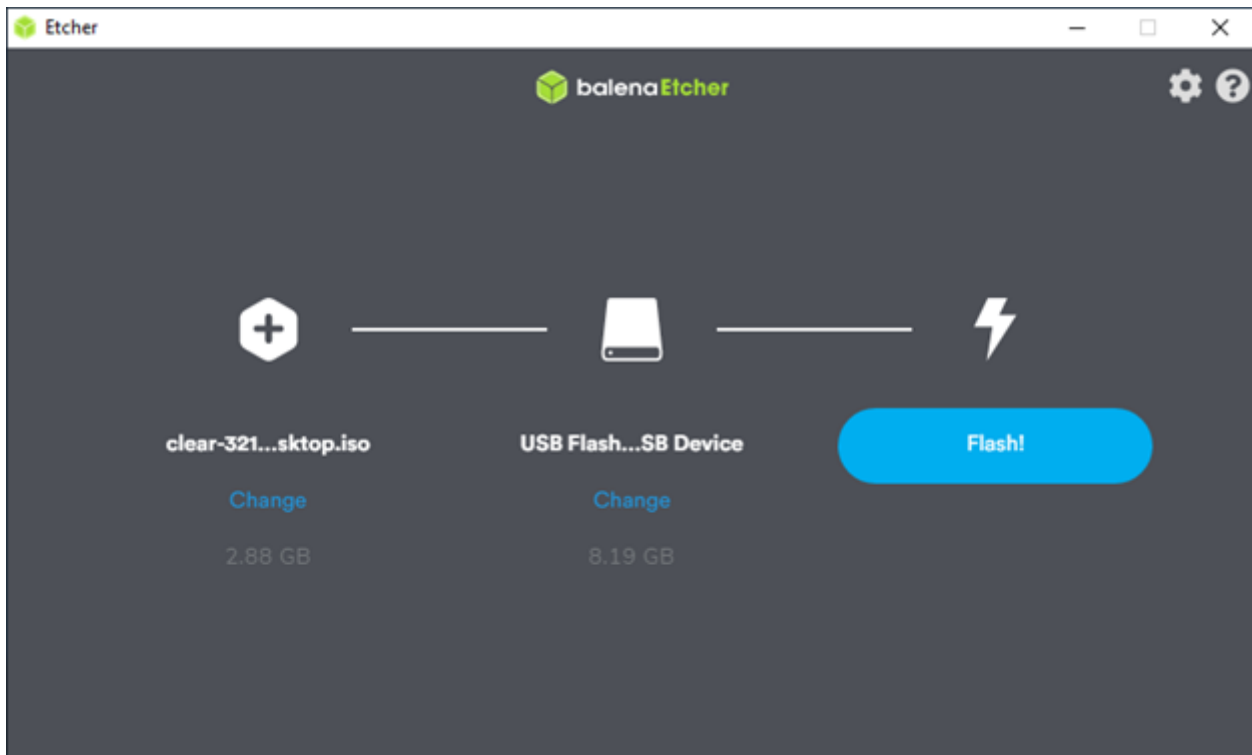 Etcher
balenaEtcher
clear-321...sktop.iso
USB Flash...SB Device
Flash!
Change
Change
2.88 GB
8.19 GB